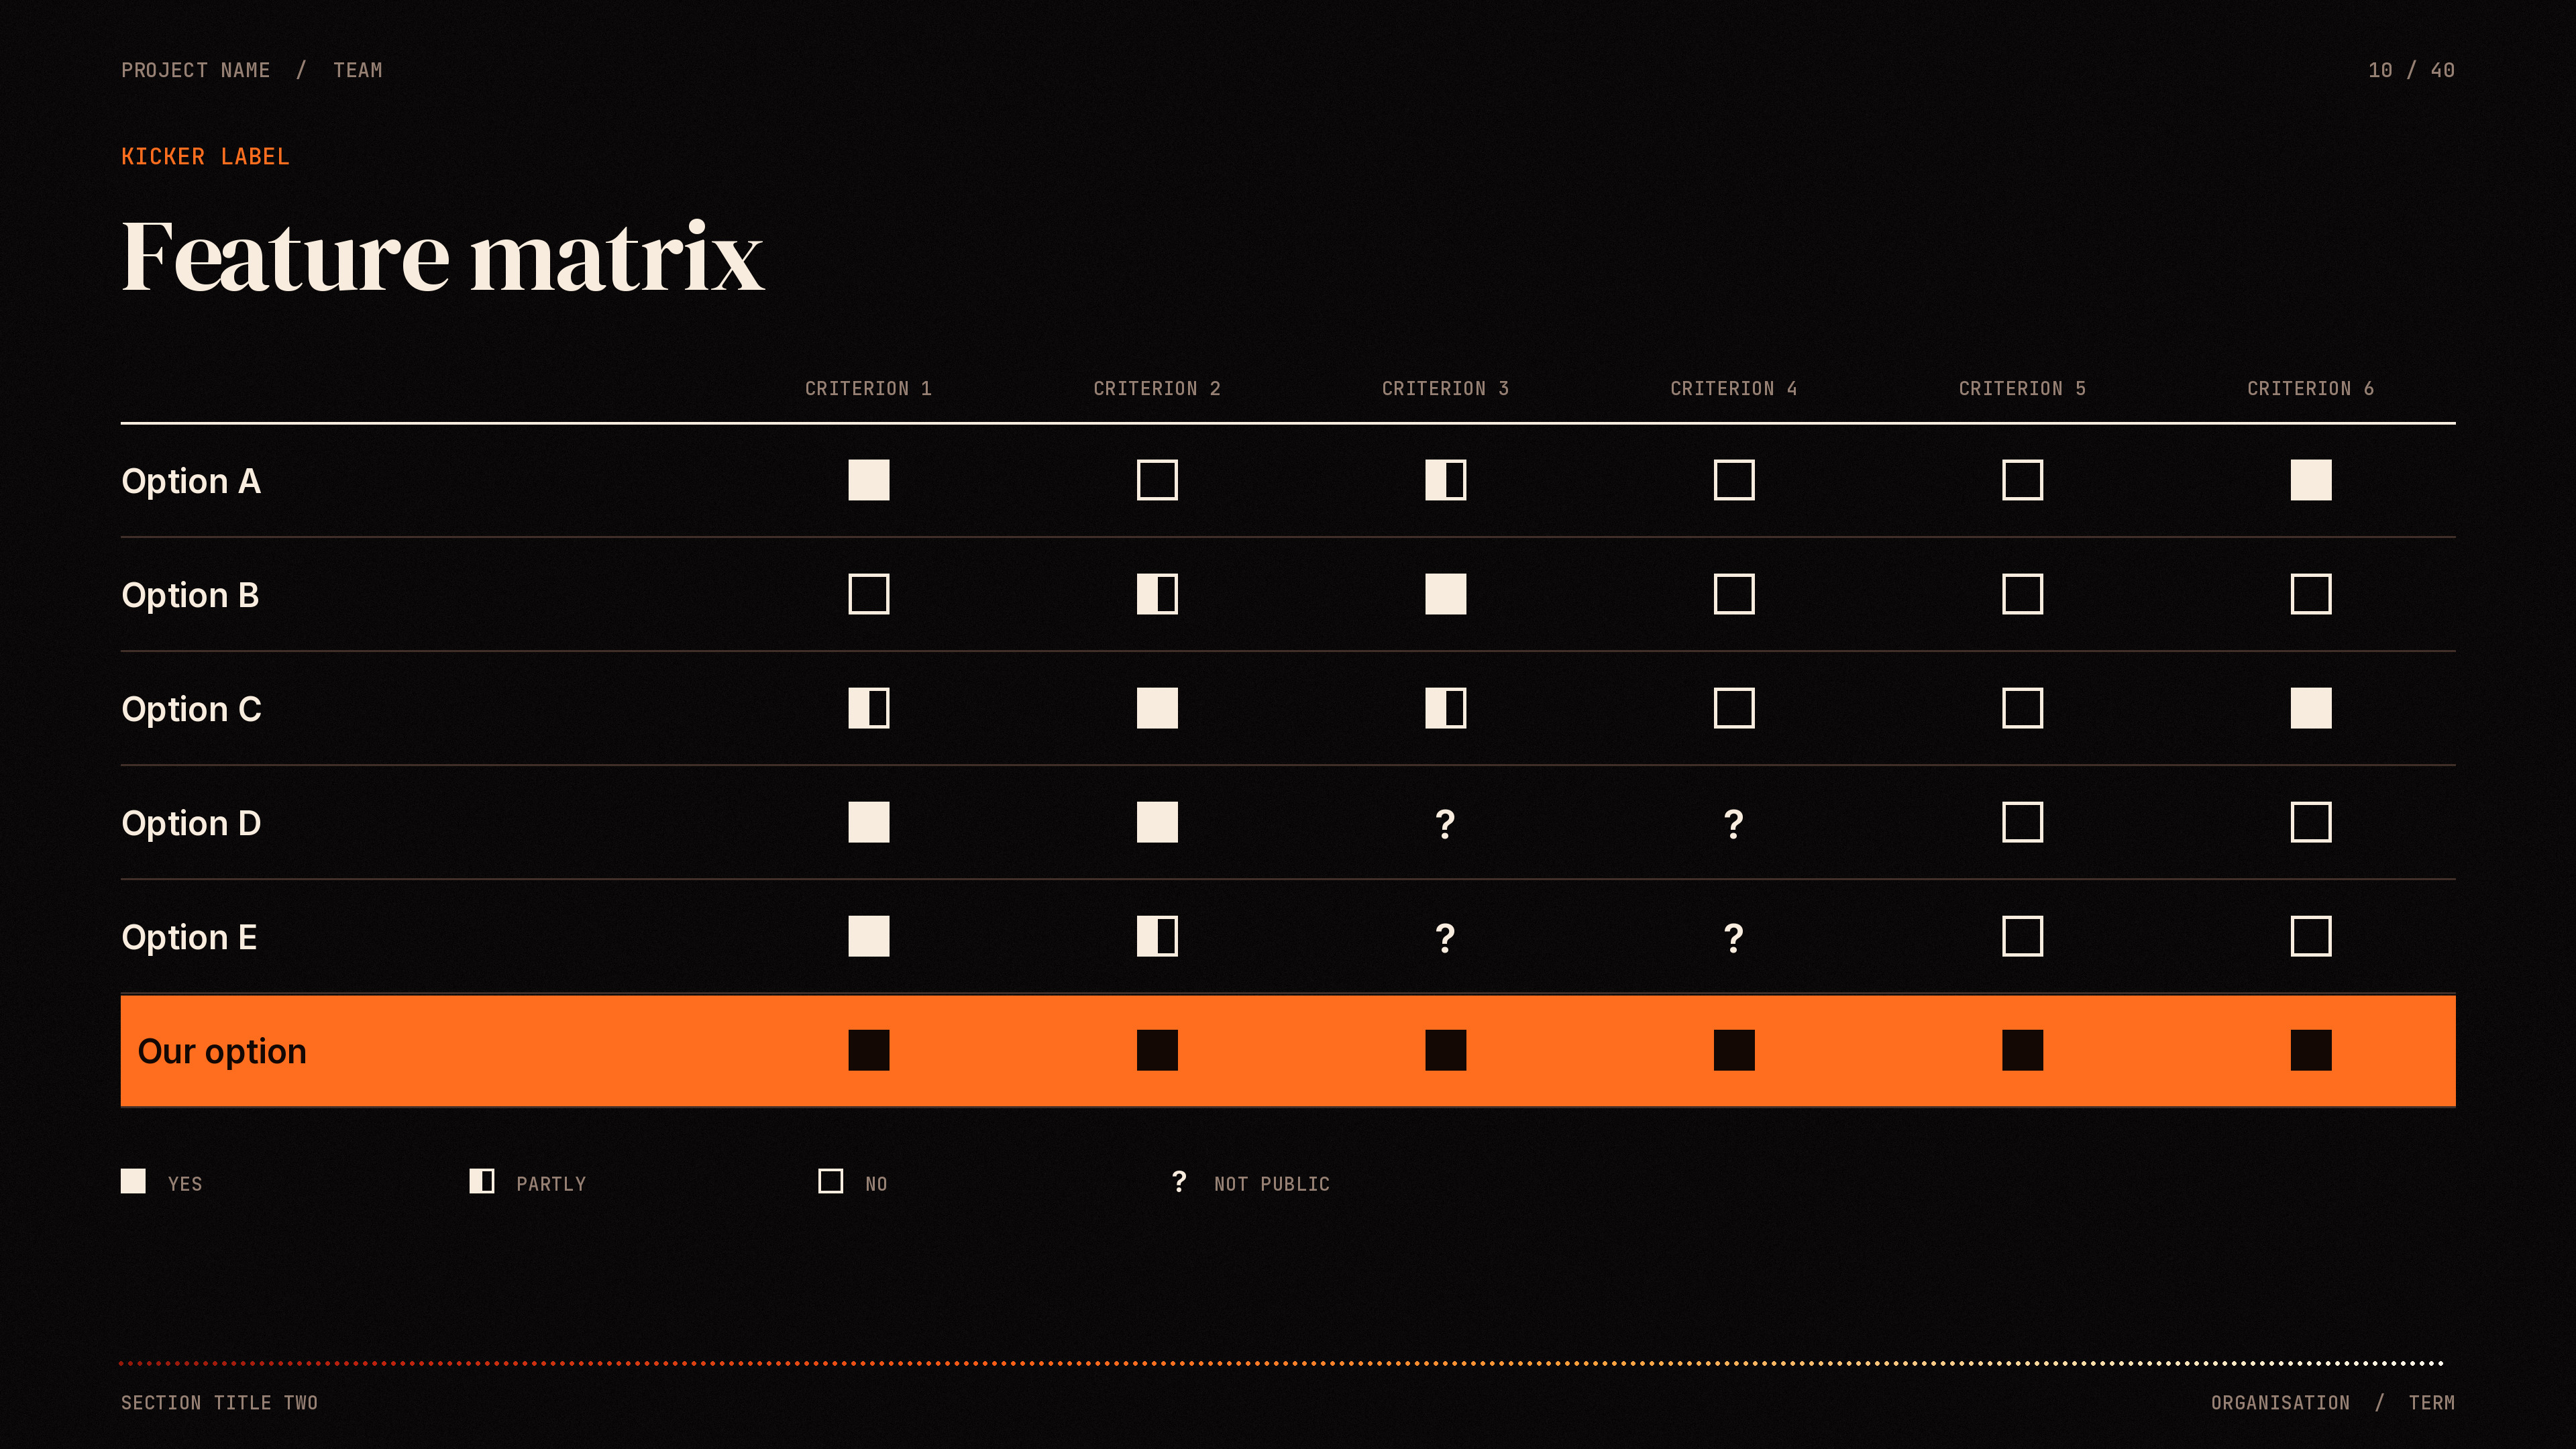 PROJECT NAME / TEAM
10 / 40
KICKER LABEL
Feature matrix
CRITERION 1 CRITERION 2 CRITERION 3 CRITERION 4 CRITERION 5 CRITERION 6
Option A
Option B
Option C
Option D ? ?
Option E ? ?
Our option
YES PARTLY NO ? NOT PUBLIC
SECTION TITLE TWO
ORGANISATION / TERM